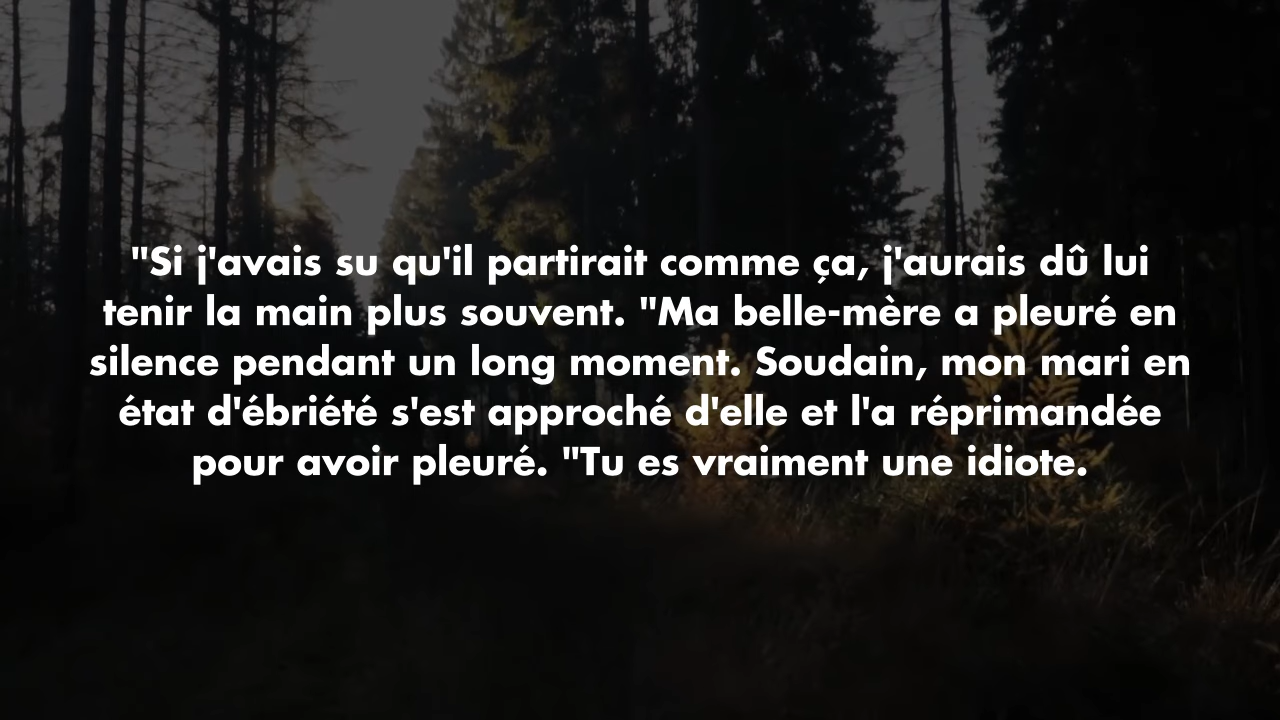 "Si j'avais su qu'il partirait comme ça, j'aurais dû lui
tenir la main plus souvent. "Ma belle-mère a pleuré en
silence pendant un long moment. Soudain, mon mari en
état d'ébriété s'est approché d'elle et l'a réprimandée
pour avoir pleuré. "Tu es vraiment une idiote.